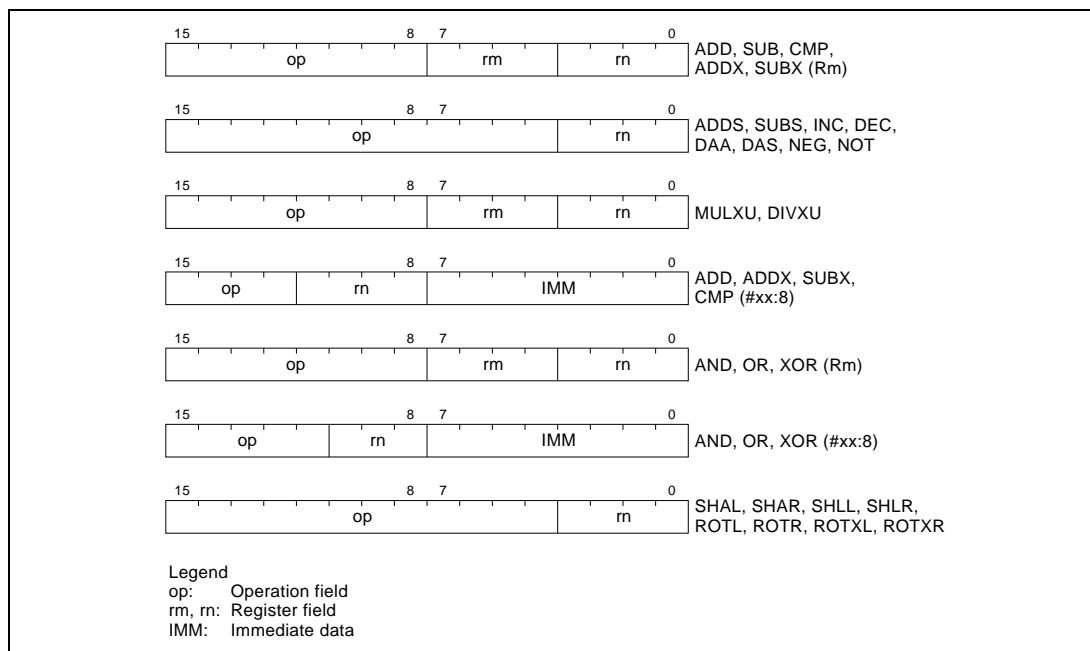 15 8 7 0
op rm rn
ADD, SUB, CMP,
ADDX, SUBX (Rm)
15 8 7 0
op rn
ADDS, SUBS, INC, DEC,
DAA, DAS, NEG, NOT
15 8 7 0
op rm rn
MULXU, DIVXU
15 8 7 0
op rn IMM
ADD, ADDX, SUBX,
CMP (#xx:8)
15 8 7 0
op rm rn
AND, OR, XOR (Rm)
15 8 7 0
op rn IMM
AND, OR, XOR (#xx:8)
15 8 7 0
op rn
SHAL, SHAR, SHLL, SHLR,
ROTL, ROTR, ROTXL, ROTXR
Legend
op: Operation field
rm, rn: Register field
IMM: Immediate data